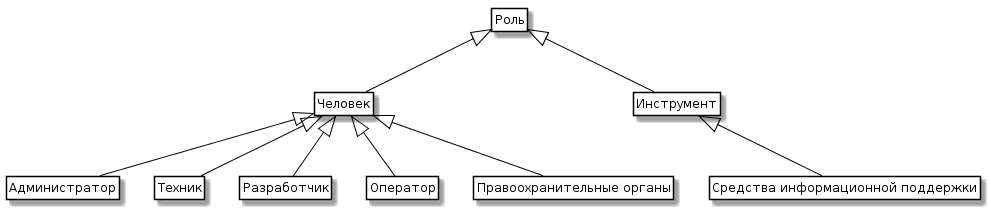 Роль
Человек
Инструмент
Администратор
Техник
Разработчик
Оператор
Правоохранительные органы
Средства информационной поддержки